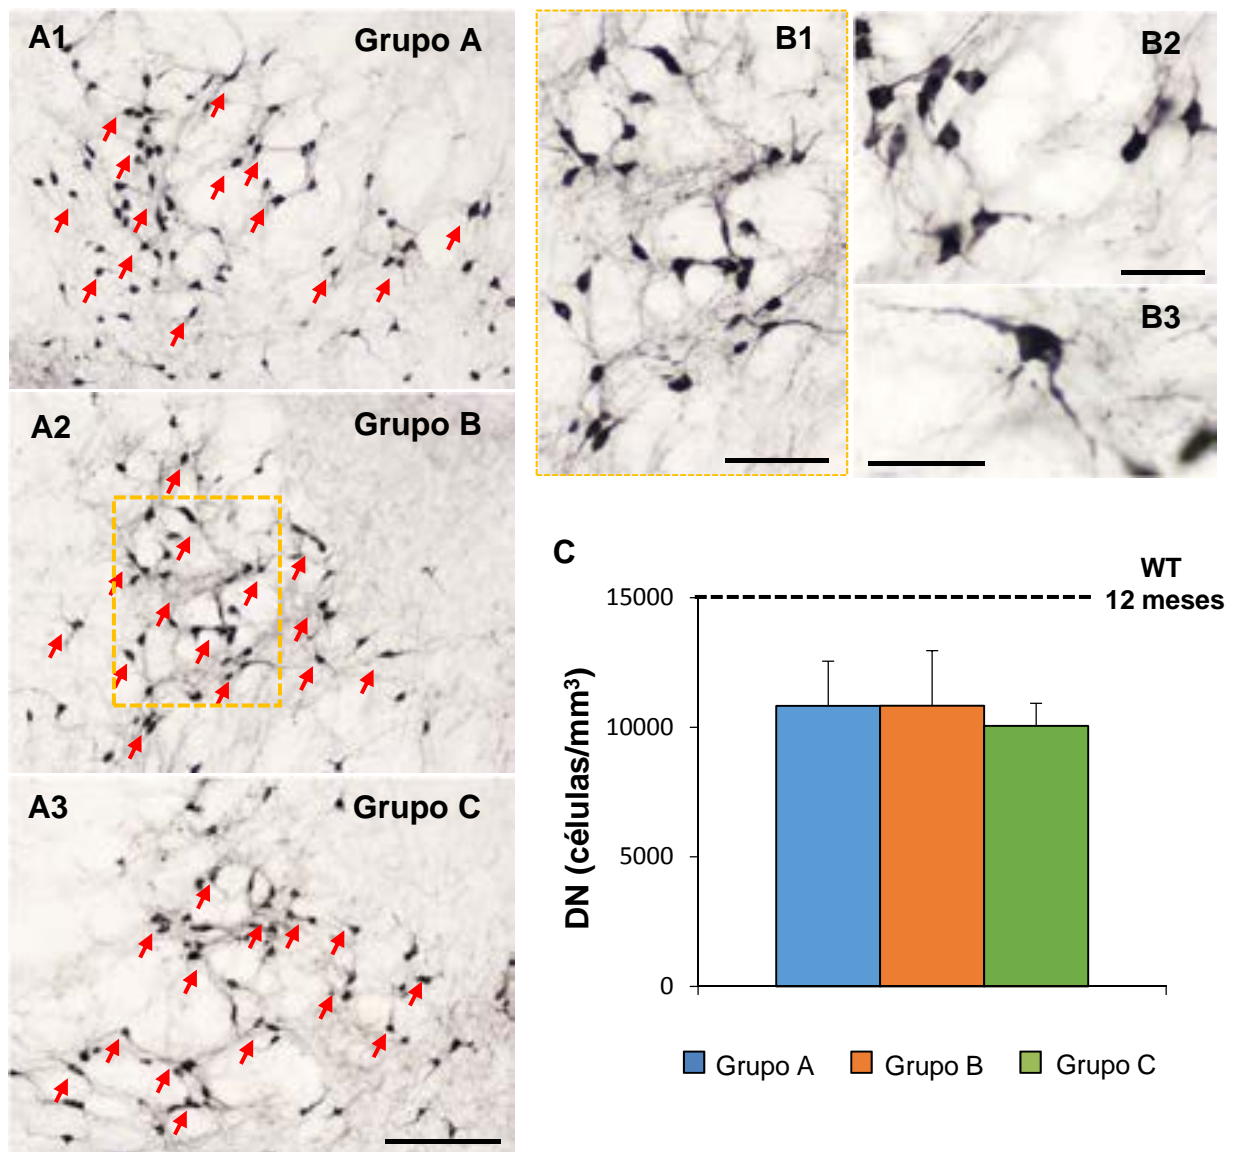 A1
Grupo A
A2
Grupo B
A3
Grupo C
B1
B2
B3
C
WT
12 meses
DN (células/mm³)
15000
10000
5000
0
Grupo A
Grupo B
Grupo C